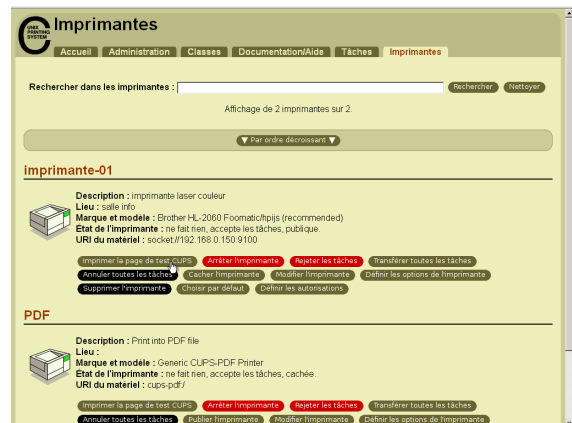 UNIX
PRINTING
SYSTEM
Imprimantes
Accueil Administration Classes Documentation/Aide Tâches Imprimantes
Rechercher dans les imprimantes : Rechercher Nettoyer
Affichage de 2 imprimantes sur 2.
▼ Par ordre décroissant ▼
imprimante-01
Description : imprimante laser couleur
Lieu : salle info
Marque et modèle : Brother HL-2060 Foomatic/hpijs (recommended)
État de l'imprimante : ne fait rien, accepte les tâches, publique.
URI du matériel : socket://192.168.0.150:9100
Imprimer la page de test CUPS Arrêter l'imprimante Rejeter les tâches Transférer toutes les tâches
Annuler toutes les tâches Cacher l'imprimante Modifier l'imprimante Définir les options de l'imprimante
Supprimer l'imprimante Choisir par défaut Définir les autorisations
PDF
Description : Print into PDF file
Lieu :
Marque et modèle : Generic CUPS-PDF Printer
État de l'imprimante : ne fait rien, accepte les tâches, cachée.
URI du matériel : cups-pdf:/
Imprimer la page de test CUPS Arrêter l'imprimante Rejeter les tâches Transférer toutes les tâches
Annuler toutes les tâches Publier l'imprimante Modifier l'imprimante Définir les options de l'imprimante